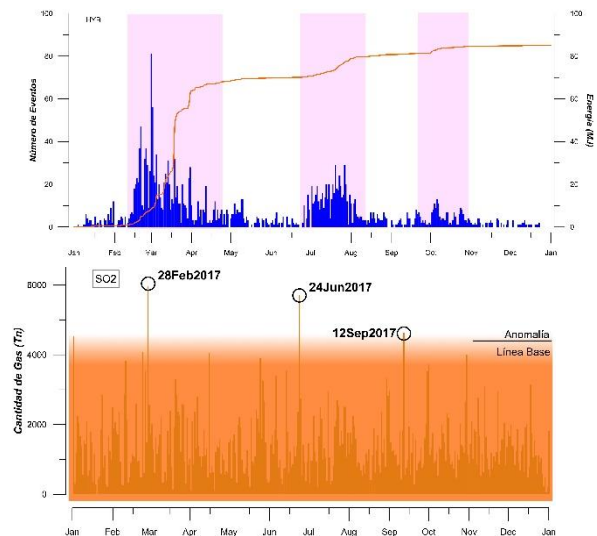 HYB
100
80
60
40
20
0
Número de Eventos
100
80
60
40
20
0
Energía (MJ)
Jan Feb Mar Apr May Jun Jul Aug Sep Oct Nov Dec Jan
SO2
28Feb2017
24Jun2017
12Sep2017
Anomalía
Línea Base
6000
4000
2000
0
Cantidad de Gas (Tn)
Jan Feb Mar Apr May Jun Jul Aug Sep Oct Nov Dec Jan